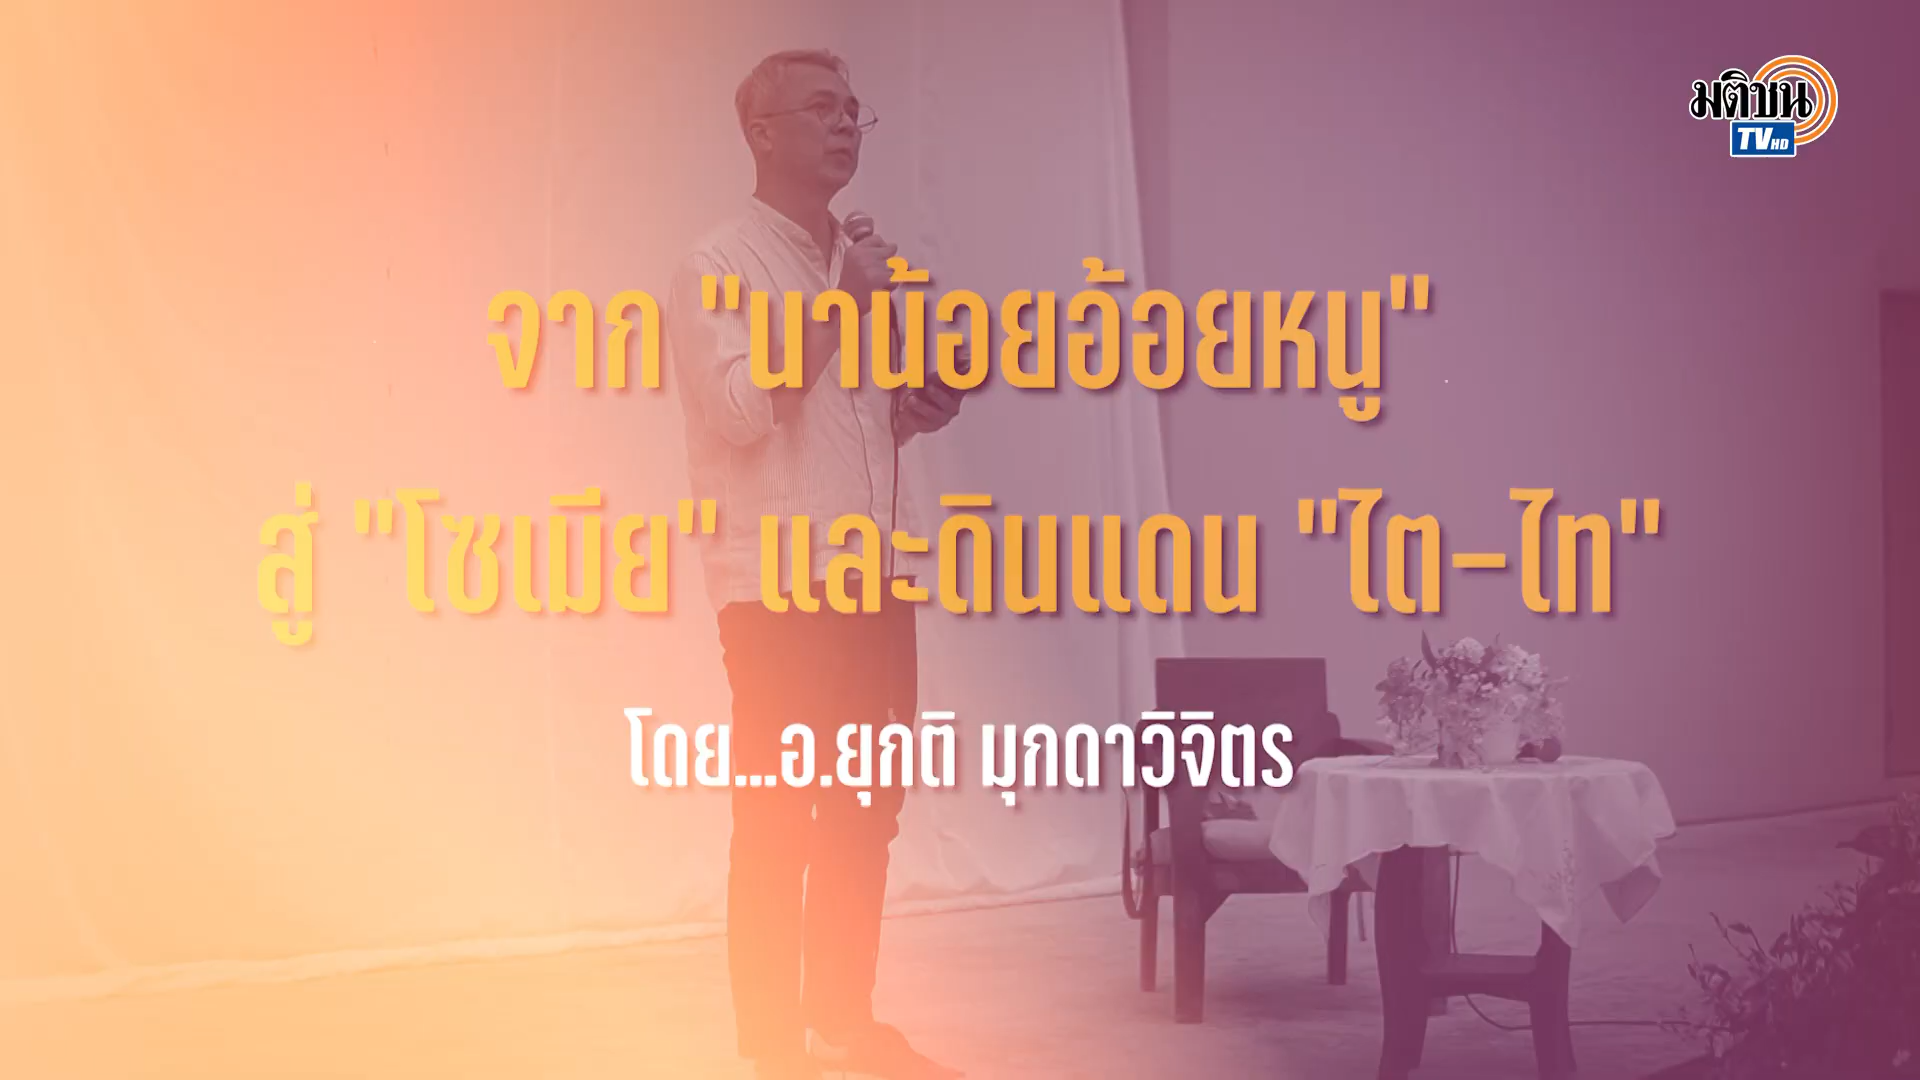 มติชน
TV HD
จาก "นาน้อยอ้อยหนู"
สู่ "โซเมีย" และดินแดน "ไต-ไท"
โดย...อ.ยุกติ มุกดาวิจิตร